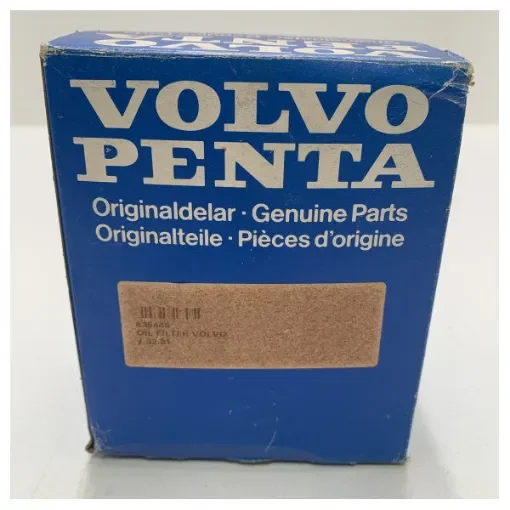 VOLVO
PENTA
Originaldelar · Genuine Parts
Originalteile · Pièces d'origine
OIL FILTER VOLVO